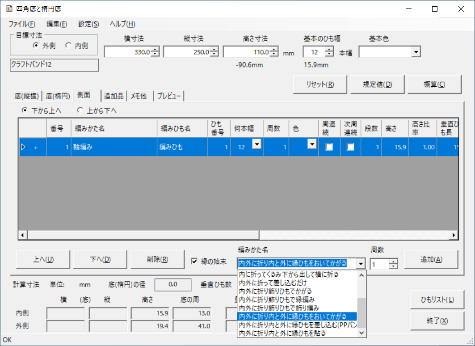 四角底と楕円底
ファイル(F) 編集(E) 設定(S) ヘルプ(H)
目標寸法
外側 内側
横寸法 縦寸法 高さ寸法 基本のひも幅 基本色
330.0 250.0 110.0 mm 12 本幅
-90.6mm 15.9mm
クラフトバンド12
リセット(R) 規定値(D) 概算(C)
底(縦横) 底(楕円) 側面 追加品 メモ他 プレビュー
下から上へ 上から下へ
番号 編みかた名 編みひも名 ひも番号 何本幅 周数 色 周連続 次周連続 段数 高さ 高さ比率 垂直ひも長
1 輪編み 編みひも 1 12 1 1 15.9 1.00
上へ(U) 下へ(D) 削除(R) 縁の始末
編みかた名 周数
内外に折り内と外に縁ひもをおいてかがる 1 追加(A)
内に折ってくるみ下から出して横に折る
内外に折って差し込むだけ
内外に折り飾りひもでかがる
内外に折り飾りひもで縁編み
内外に折り飾りひもで折り編み
内外に折り内と外に縁ひもをおいてかがる
内外に折り内と外に縁ひもを差し込む(PPバン
内外に折り内と外に縁ひもを貼る
計算寸法 単位: mm 底(楕円)の径 0.0 垂直ひも数
横 (底) 縦 高さ 底の周
内側 15.9 13.0
外側 19.4 41.0
ひもリスト(L)
終了(X)
OK